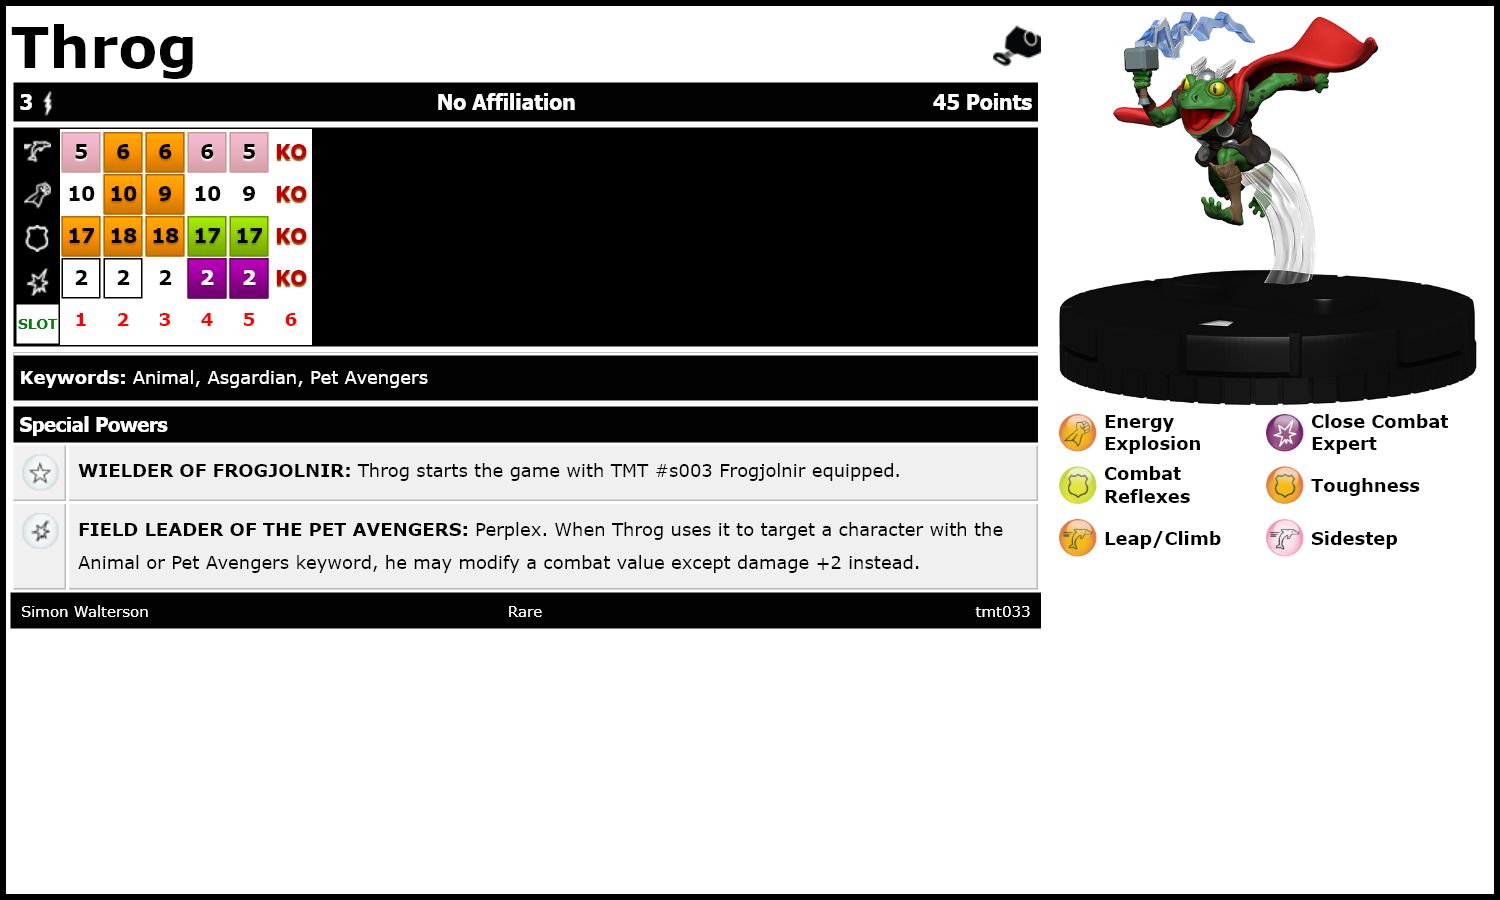 Throg
3 No Affiliation 45 Points
5 6 6 6 5 KO
10 10 9 10 9 KO
17 18 18 17 17 KO
2 2 2 2 2 KO
SLOT 1 2 3 4 5 6
Keywords: Animal, Asgardian, Pet Avengers
Special Powers
WIELDER OF FROGJOLNIR: Throg starts the game with TMT #s003 Frogjolnir equipped.
FIELD LEADER OF THE PET AVENGERS: Perplex. When Throg uses it to target a character with the
Animal or Pet Avengers keyword, he may modify a combat value except damage +2 instead.
Simon Walterson Rare tmt033
Energy
Explosion
Close Combat
Expert
Combat
Reflexes
Toughness
Leap/Climb
Sidestep